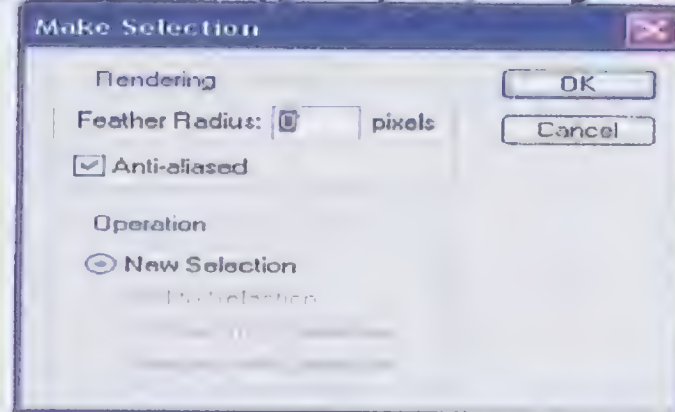 Make Selection
Rendering
OK
Feather Radius: 0 pixels
Cancel
Anti-aliased
Operation
New Selection